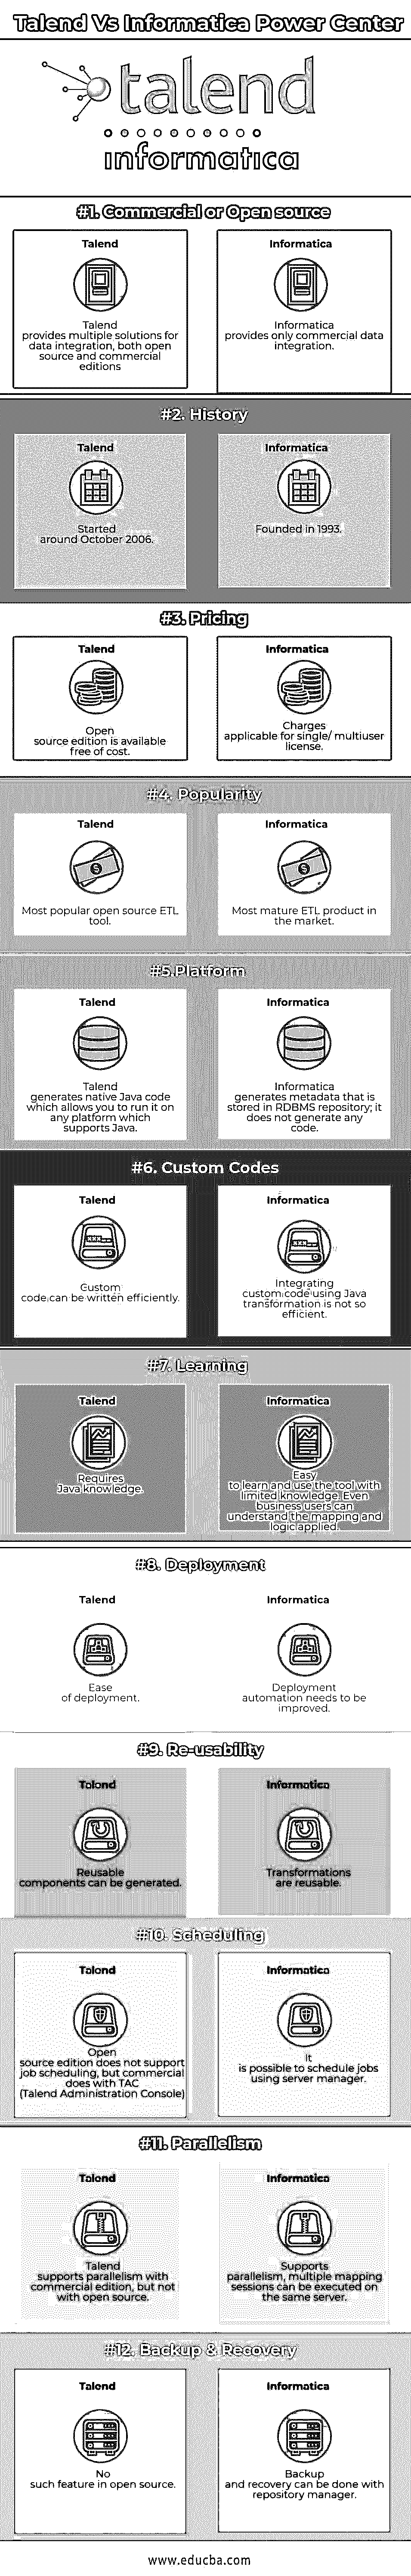 Talend Vs Informatica Power Center
talend
informatica
#1. Commercial or Open source
Talend
Talend
provides multiple solutions for
data integration, both open
source and commercial
editions
Informatica
Informatica
provides only commercial data
integration.
#2. History
Talend
Started
around October 2006.
Informatica
Founded in 1993.
#3. Pricing
Talend
Open
source edition is available
free of cost.
Informatica
Charges
applicable for single/ multiuser
license.
#4. Popularity
Talend
Most popular open source ETL
tool.
Informatica
Most mature ETL product in
the market.
#5.Platform
Talend
Talend
generates native Java code
which allows you to run it on
any platform which
supports Java.
Informatica
Informatica
generates metadata that is
stored in RDBMS repository; it
does not generate any
code.
#6. Custom Codes
Talend
Custom
code can be written efficiently.
Informatica
Integrating
custom code using Java
transformation is not so
efficient.
#7. Learning
Talend
Requires
Java knowledge.
Informatica
Easy
to learn and use the tool with
limited knowledge. Even
business users can
understand the mapping and
logic applied.
#8. Deployment
Talend
Ease
of deployment.
Informatica
Deployment
automation needs to be
improved.
#9. Re-usability
Talend
Reusable
components can be generated.
Informatica
Transformations
are reusable.
#10. Scheduling
Talend
Open
source edition does not support
job scheduling, but commercial
does with TAC
(Talend Administration Console)
Informatica
It
is possible to schedule jobs
using server manager.
#11. Parallelism
Talend
Talend
supports parallelism with
commercial edition, but not
with open source.
Informatica
Supports
parallelism, multiple mapping
sessions can be executed on
the same server.
#12. Backup & Recovery
Talend
No
such feature in open source.
Informatica
Backup
and recovery can be done with
repository manager.
www.educba.com